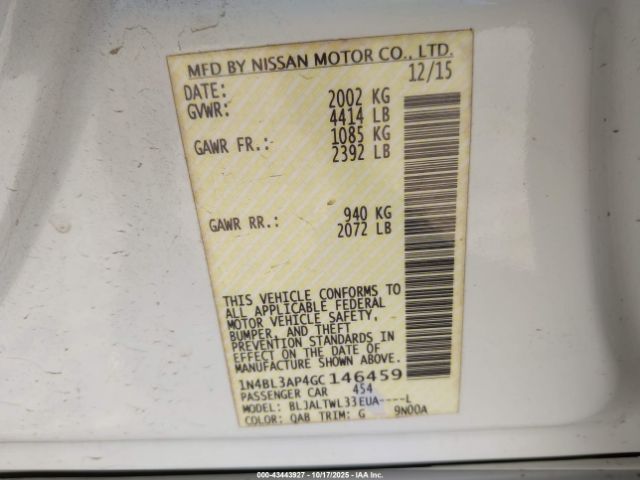 MFD BY NISSAN MOTOR CO., LTD.
DATE: 12/15
GVWR: 2002 KG
4414 LB
GAWR FR.: 1085 KG
2392 LB
GAWR RR.: 940 KG
2072 LB
THIS VEHICLE CONFORMS TO
ALL APPLICABLE FEDERAL
MOTOR VEHICLE SAFETY,
BUMPER, AND THEFT
PREVENTION STANDARDS IN
EFFECT ON THE DATE OF
MANUFACTURE SHOWN ABOVE.
1N4BL3AP4GC146459
PASSENGER CAR 454
MODEL: BLJALTWL33EUA----L
COLOR: QAB TRIM: G 9N00A
000-43443927 - 10/17/2025 - COPART